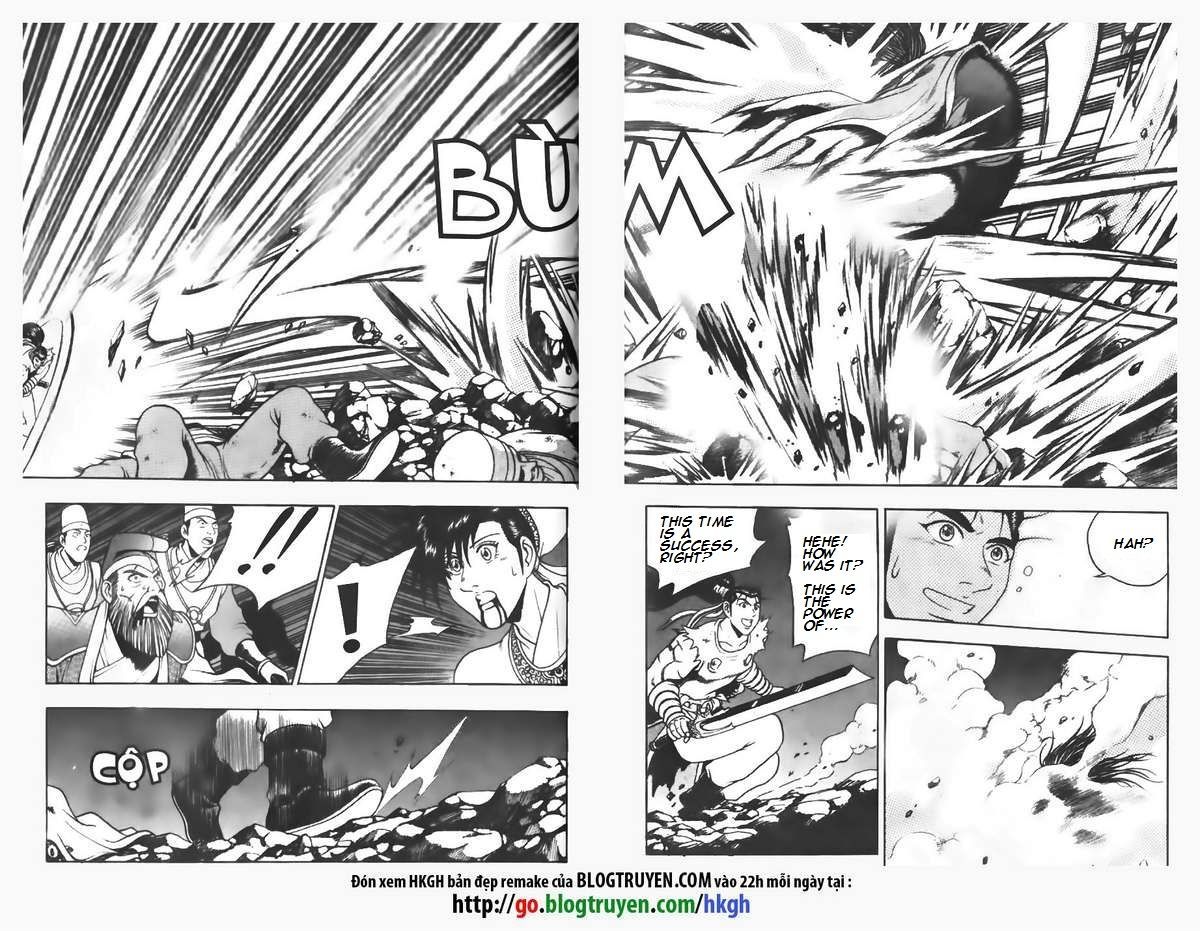 BÙM
THIS TIME
IS A
SUCCESS,
RIGHT?
HEHE!
HOW
WAS IT?
THIS IS
THE
POWER
OF...
HAH?
!!
!
CỘP
Đón xem HKGH bản đẹp remake của BLOGTRUYEN.COM vào 22h mỗi ngày tại :
http://go.blogtruyen.com/hkgh